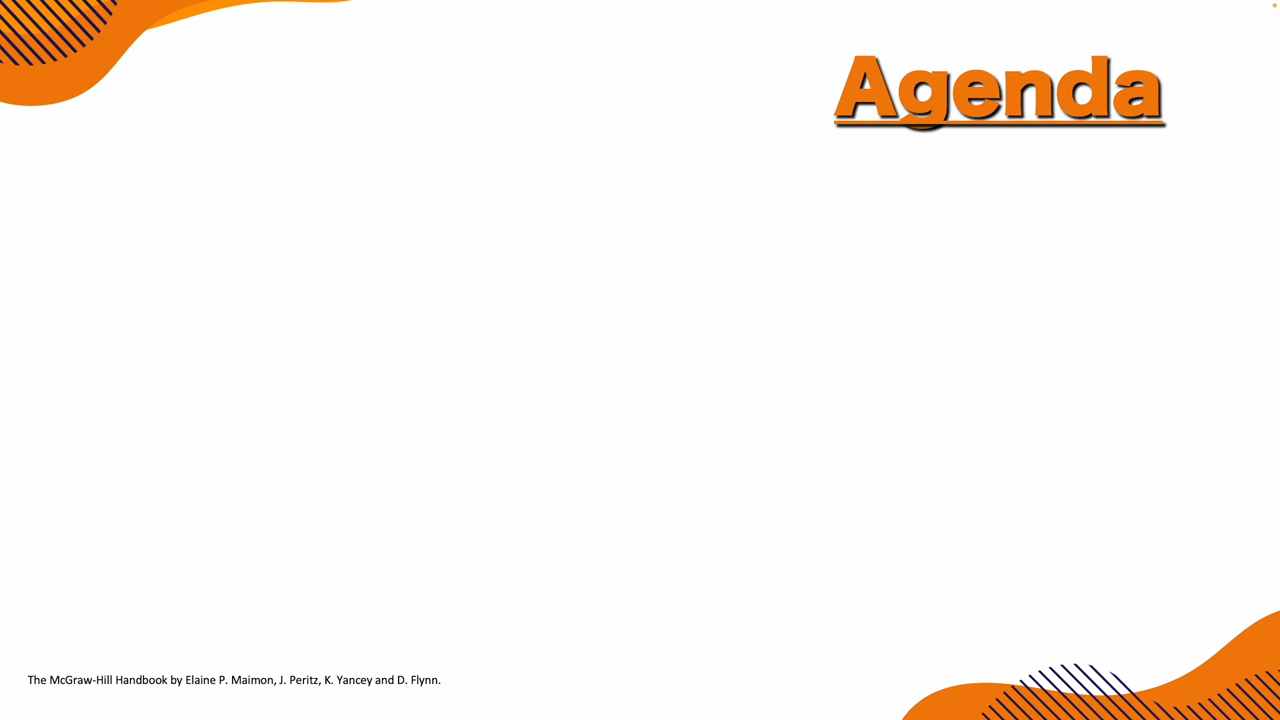 Agenda
The McGraw-Hill Handbook by Elaine P. Maimon, J. Peritz, K. Yancey and D. Flynn.